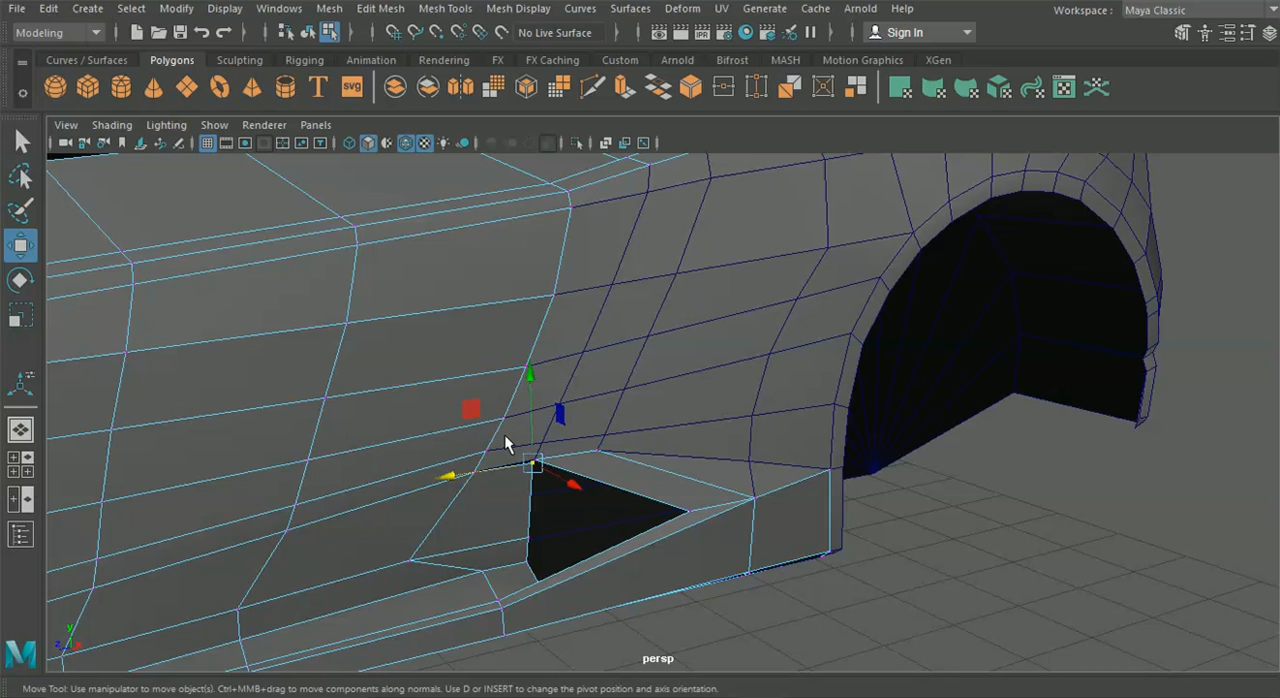 File Edit Create Select Modify Display Windows Mesh Edit Mesh Mesh Tools Mesh Display Curves Surfaces Deform UV Generate Cache Arnold Help Workspace : Maya Classic
Modeling No Live Surface Sign In
Curves / Surfaces Polygons Sculpting Rigging Animation Rendering FX FX Caching Custom Arnold Bifrost MASH Motion Graphics XGen
T SVG
View Shading Lighting Show Renderer Panels
y
z x
persp
M
Move Tool: Use manipulator to move object(s). Ctrl+MMB+drag to move components along normals. Use D or INSERT to change the pivot position and axis orientation.